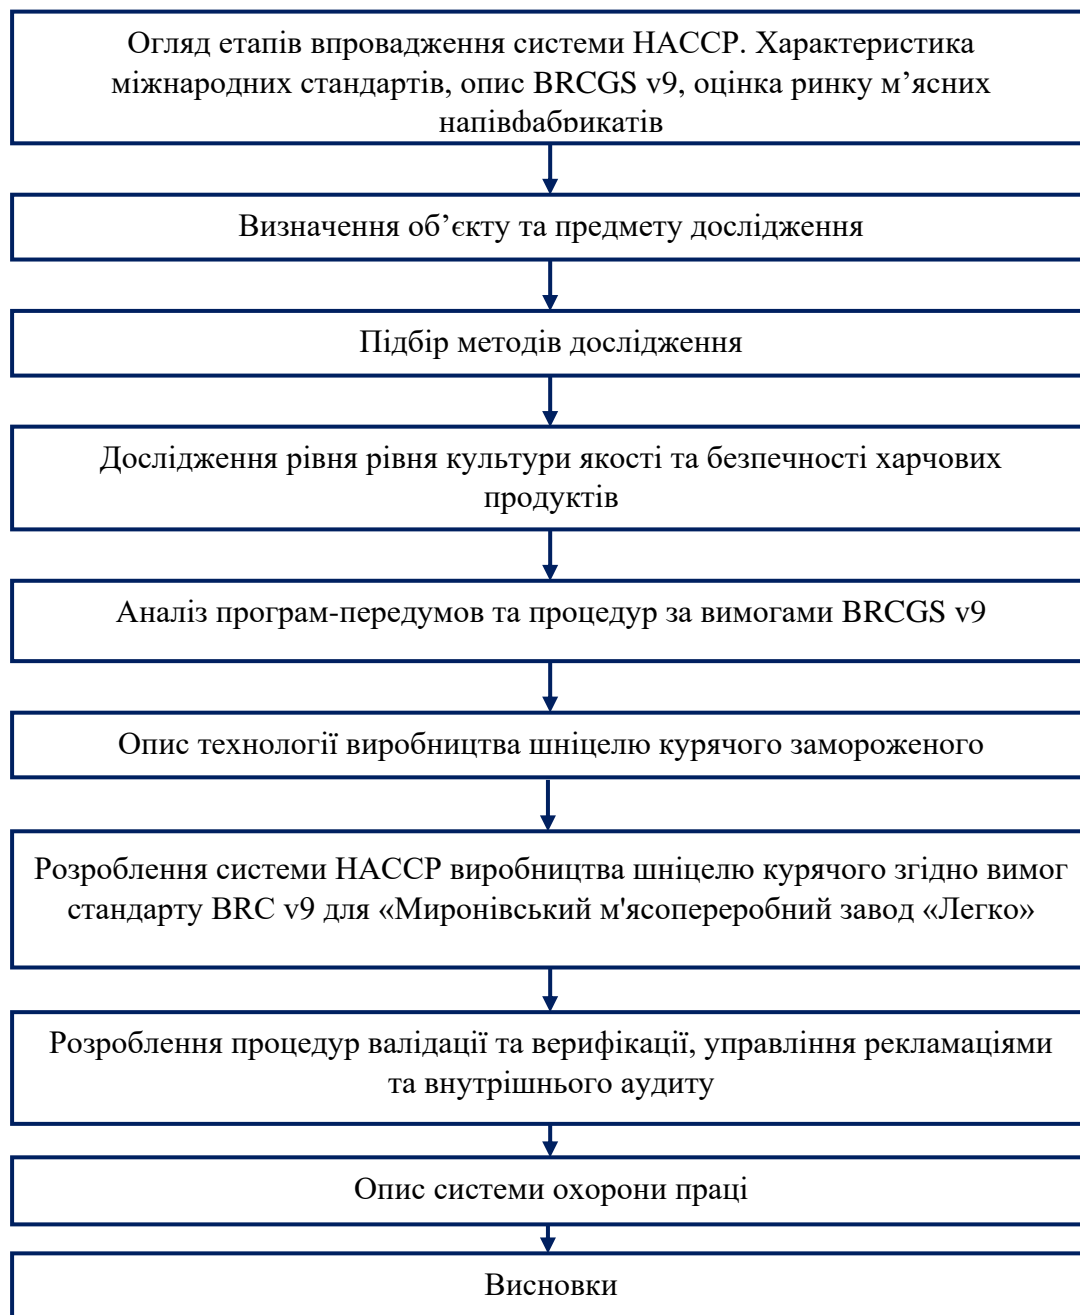 Огляд етапів впровадження системи НАССР. Характеристика
міжнародних стандартів, опис BRCGS v9, оцінка ринку м’ясних
напівфабрикатів
Визначення об’єкту та предмету дослідження
Підбір методів дослідження
Дослідження рівня рівня культури якості та безпечності харчових
продуктів
Аналіз програм-передумов та процедур за вимогами BRCGS v9
Опис технології виробництва шніцелю курячого замороженого
Розроблення системи НАССР виробництва шніцелю курячого згідно вимог
стандарту BRC v9 для «Миронівський м'ясопереробний завод «Легко»
Розроблення процедур валідації та верифікації, управління рекламаціями
та внутрішнього аудиту
Опис системи охорони праці
Висновки